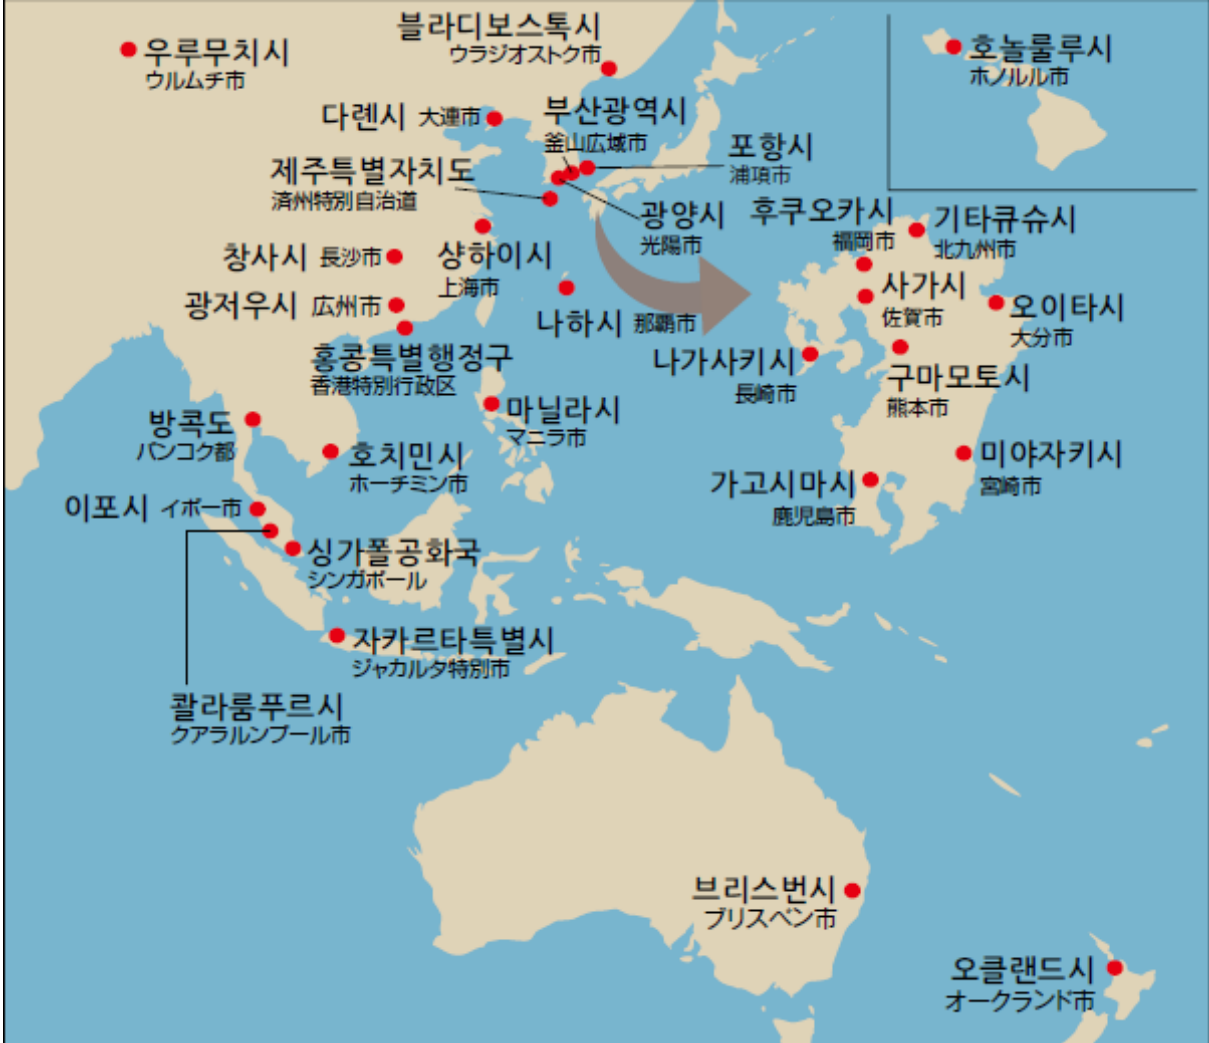 블라디보스톡시
ウラジオストク市
우루무치시
ウルムチ市
호놀룰루시
ホノルル市
다롄시 大連市
부산광역시
釜山広域市
포항시
浦項市
제주특별자치도
済州特別自治道
광양시
光陽市
후쿠오카시
福岡市
기타큐슈시
北九州市
창사시 長沙市
샹하이시
上海市
사가시
佐賀市
오이타시
大分市
광저우시 広州市
나하시 那覇市
홍콩특별행정구
香港特別行政区
나가사키시
長崎市
구마모토시
熊本市
방콕도
バンコク都
마닐라시
マニラ市
호치민시
ホーチミン市
미야자키시
宮崎市
가고시마시
鹿児島市
이포시 イポー市
싱가폴공화국
シンガポール
자카르타특별시
ジャカルタ特別市
콸라룸푸르시
クアラルンプール市
브리스번시
ブリスベン市
오클랜드시
オークランド市